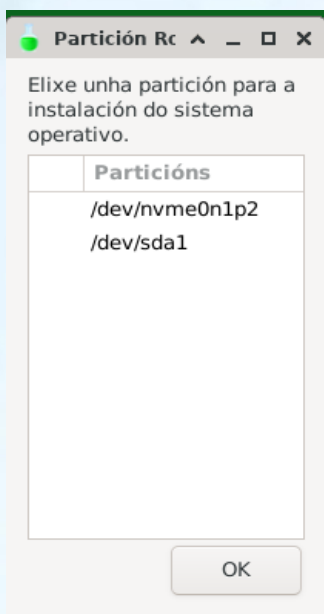 Partición Rc
Elixe unha partición para a
instalación do sistema
operativo.
Particións
/dev/nvme0n1p2
/dev/sda1
OK